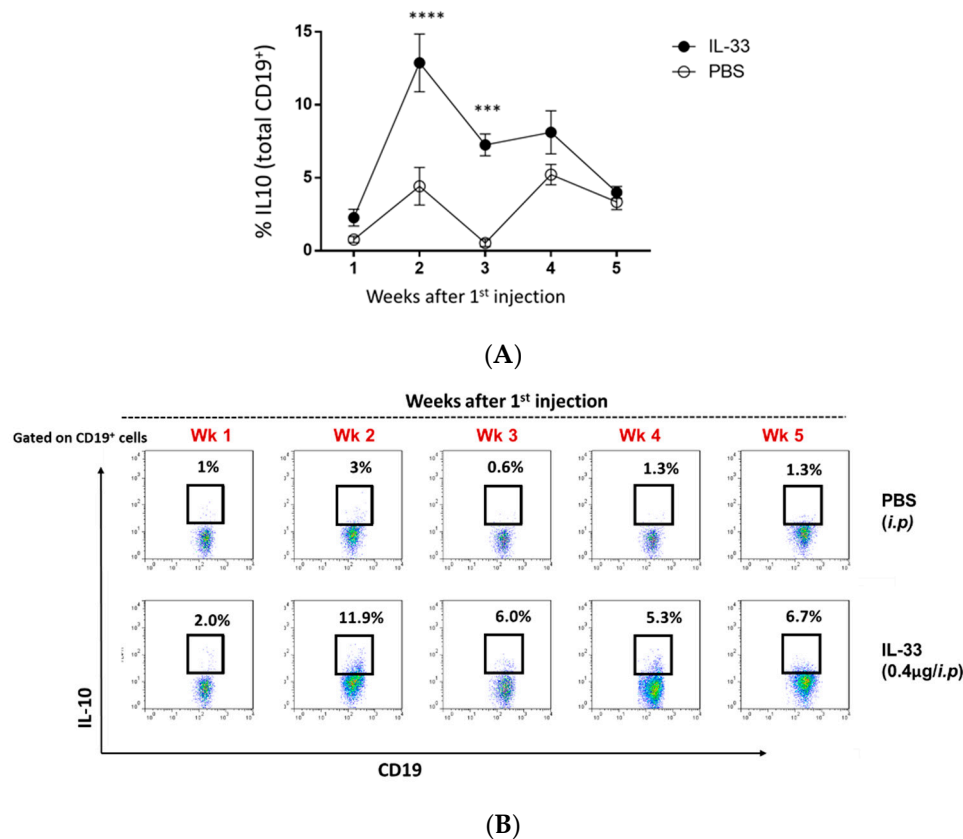 ****
15
IL-33
PBS
***
10
5
0
% IL10 (total CD19⁺)
1 2 3 4 5
Weeks after 1ˢᵗ injection
(A)
Weeks after 1ˢᵗ injection
Gated on CD19⁺ cells Wk 1 Wk 2 Wk 3 Wk 4 Wk 5
1% 3% 0.6% 1.3% 1.3%
PBS
(i.p)
2.0% 11.9% 6.0% 5.3% 6.7%
IL-33
(0.4µg/i.p)
IL-10
CD19
(B)